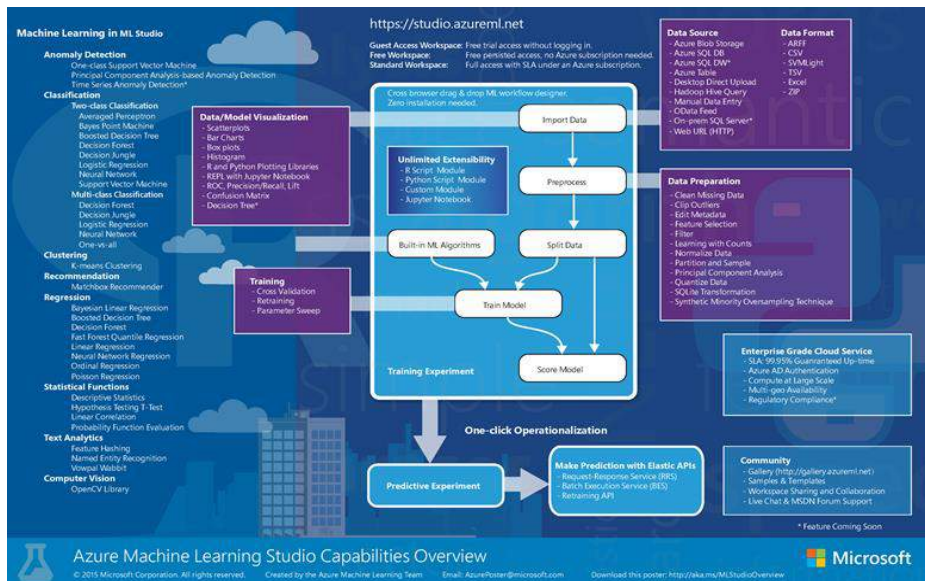 Machine Learning in ML Studio
Anomaly Detection
One-class Support Vector Machine
Principal Component Analysis-based Anomaly Detection
Time Series Anomaly Detection*
Classification
Two-class Classification
Averaged Perceptron
Bayes Point Machine
Boosted Decision Tree
Decision Forest
Decision Jungle
Logistic Regression
Neural Network
Support Vector Machine
Multi-class Classification
Decision Forest
Decision Jungle
Logistic Regression
Neural Network
One-vs-all
Clustering
K-means Clustering
Recommendation
Matchbox Recommender
Regression
Bayesian Linear Regression
Boosted Decision Tree
Decision Forest
Fast Forest Quantile Regression
Linear Regression
Neural Network Regression
Ordinal Regression
Poisson Regression
Statistical Functions
Descriptive Statistics
Hypothesis Testing T-Test
Linear Correlation
Probability Function Evaluation
Text Analytics
Feature Hashing
Named Entity Recognition
Vowpal Wabbit
Computer Vision
OpenCV Library
Data/Model Visualization
- Scatterplots
- Bar Charts
- Box plots
- Histogram
- R and Python Plotting Libraries
- REPL with Jupyter Notebook
- ROC, Precision/Recall, Lift
- Confusion Matrix
- Decision Tree*
Training
- Cross Validation
- Retraining
- Parameter Sweep
https://studio.azureml.net
Guest Access Workspace: Free trial access without logging in.
Free Workspace: Free persisted access, no Azure subscription needed.
Standard Workspace: Full access with SLA under an Azure subscription.
Cross browser drag & drop ML workflow designer.
Zero installation needed.
Import Data
Unlimited Extensibility
- R Script Module
- Python Script Module
- Custom Module
- Jupyter Notebook
Preprocess
Built-in ML Algorithms
Split Data
Train Model
Score Model
Training Experiment
One-click Operationalization
Predictive Experiment
Make Prediction with Elastic APIs
- Request-Response Service (RRS)
- Batch Execution Service (BES)
- Retraining API
Data Source
- Azure Blob Storage
- Azure SQL DB
- Azure SQL DW*
- Azure Table
- Desktop Direct Upload
- Hadoop Hive Query
- Manual Data Entry
- OData Feed
- On-prem SQL Server*
- Web URL (HTTP)
Data Format
- ARFF
- CSV
- SVMLight
- TSV
- Excel
- ZIP
Data Preparation
- Clean Missing Data
- Clip Outliers
- Edit Metadata
- Feature Selection
- Filter
- Learning with Counts
- Normalize Data
- Partition and Sample
- Principal Component Analysis
- Quantize Data
- SQLite Transformation
- Synthetic Minority Oversampling Technique
Enterprise Grade Cloud Service
- SLA: 99.95% Guaranteed Up-time
- Azure AD Authentication
- Compute at Large Scale
- Multi-geo Availability
- Regulatory Compliance*
Community
- Gallery (http://gallery.azureml.net)
- Samples & Templates
- Workspace Sharing and Collaboration
- Live Chat & MSDN Forum Support
* Feature Coming Soon
Azure Machine Learning Studio Capabilities Overview
Microsoft
© 2015 Microsoft Corporation. All rights reserved. Created by the Azure Machine Learning Team Email: AzurePoster@microsoft.com Download this poster: http://aka.ms/MLStudioOverview